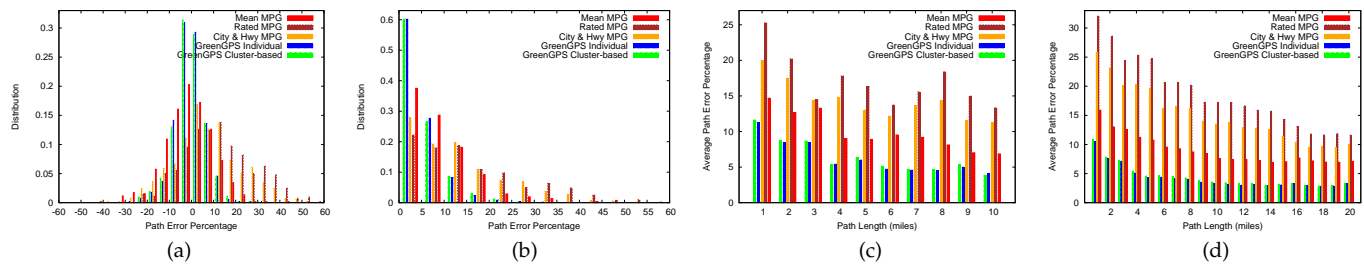 Mean MPG
Rated MPG
City & Hwy MPG
GreenGPS Individual
GreenGPS Cluster-based
Distribution
0.3
0.25
0.2
0.15
0.1
0.05
0
-60 -50 -40 -30 -20 -10 0 10 20 30 40 50 60
Path Error Percentage
(a)
Mean MPG
Rated MPG
City & Hwy MPG
GreenGPS Individual
GreenGPS Cluster-based
Distribution
0.6
0.5
0.4
0.3
0.2
0.1
0
0 5 10 15 20 25 30 35 40 45 50 55 60
Path Error Percentage
(b)
Mean MPG
Rated MPG
City & Hwy MPG
GreenGPS Individual
GreenGPS Cluster-based
Average Path Error Percentage
25
20
15
10
5
0
1 2 3 4 5 6 7 8 9 10
Path Length (miles)
(c)
Mean MPG
Rated MPG
City & Hwy MPG
GreenGPS Individual
GreenGPS Cluster-based
Average Path Error Percentage
30
25
20
15
10
5
0
2 4 6 8 10 12 14 16 18 20
Path Length (miles)
(d)